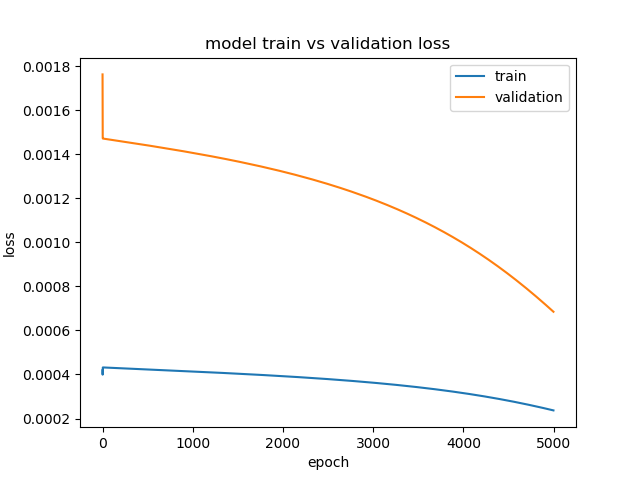 model train vs validation loss
train
validation
0.0018
0.0016
0.0014
0.0012
0.0010
0.0008
0.0006
0.0004
0.0002
loss
0 1000 2000 3000 4000 5000
epoch